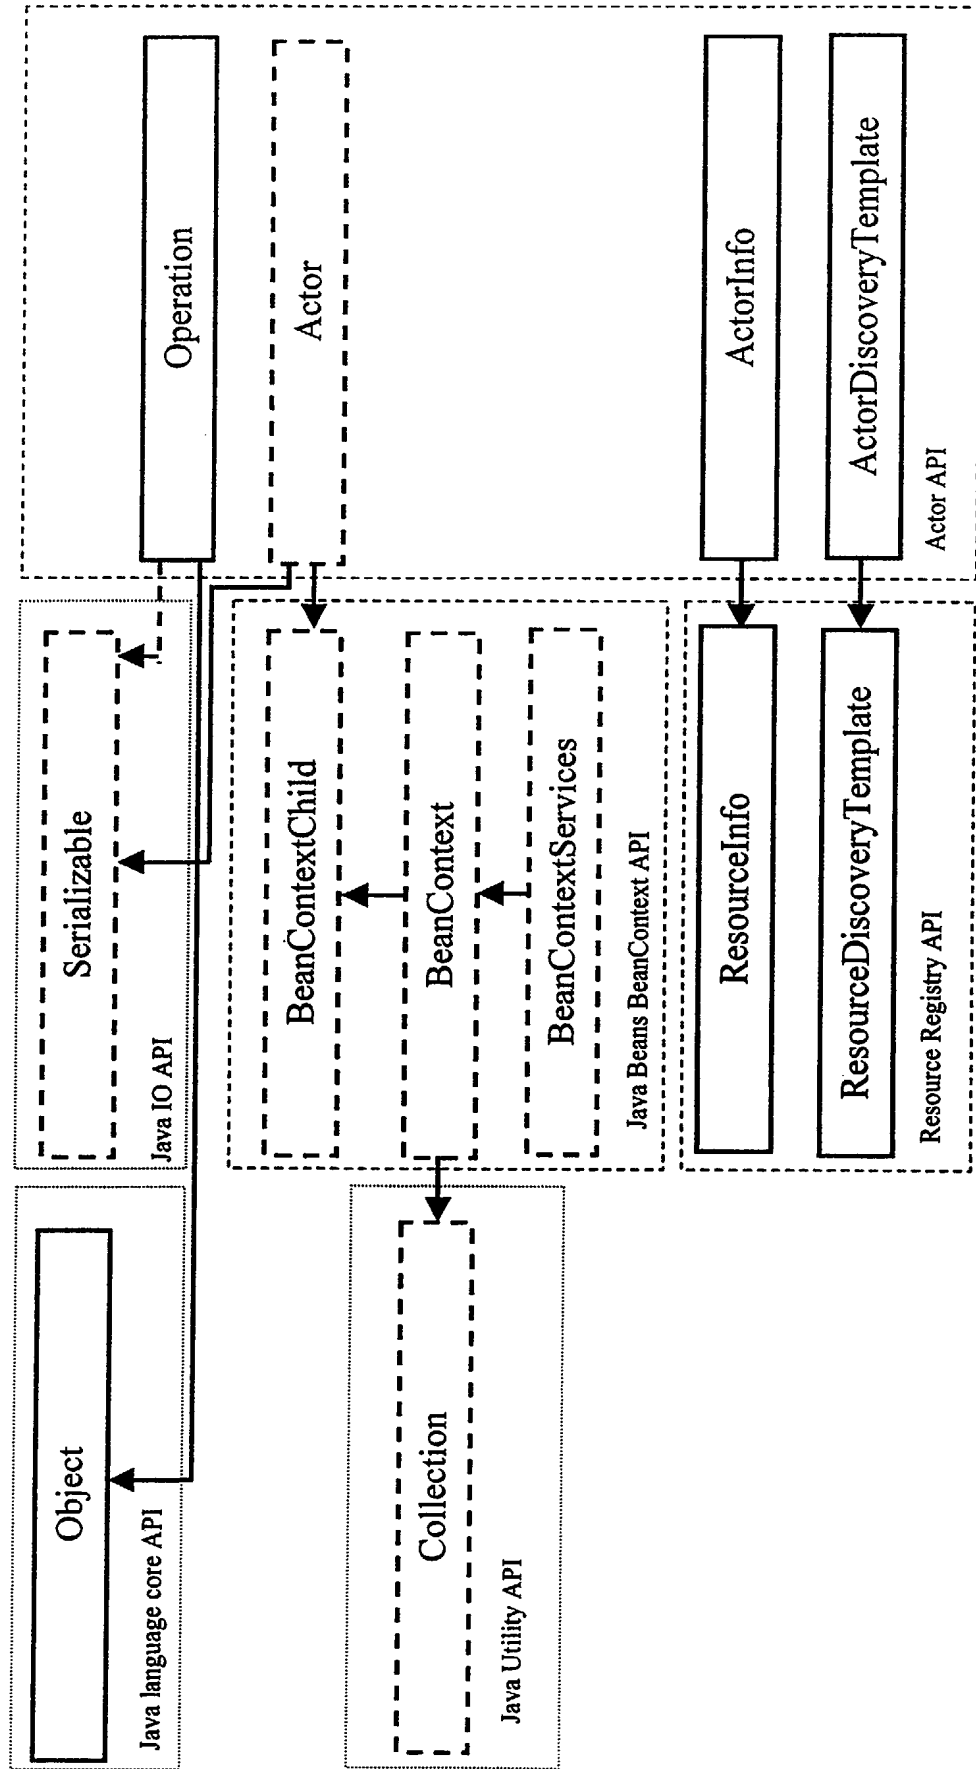 Object
Java language core API
Serializable
Java IO API
Operation
Actor
BeanContextChild
BeanContext
BeanContextServices
Java Beans BeanContext API
Collection
Java Utility API
ResourceInfo
ResourceDiscoveryTemplate
Resource Registry API
ActorInfo
ActorDiscoveryTemplate
Actor API